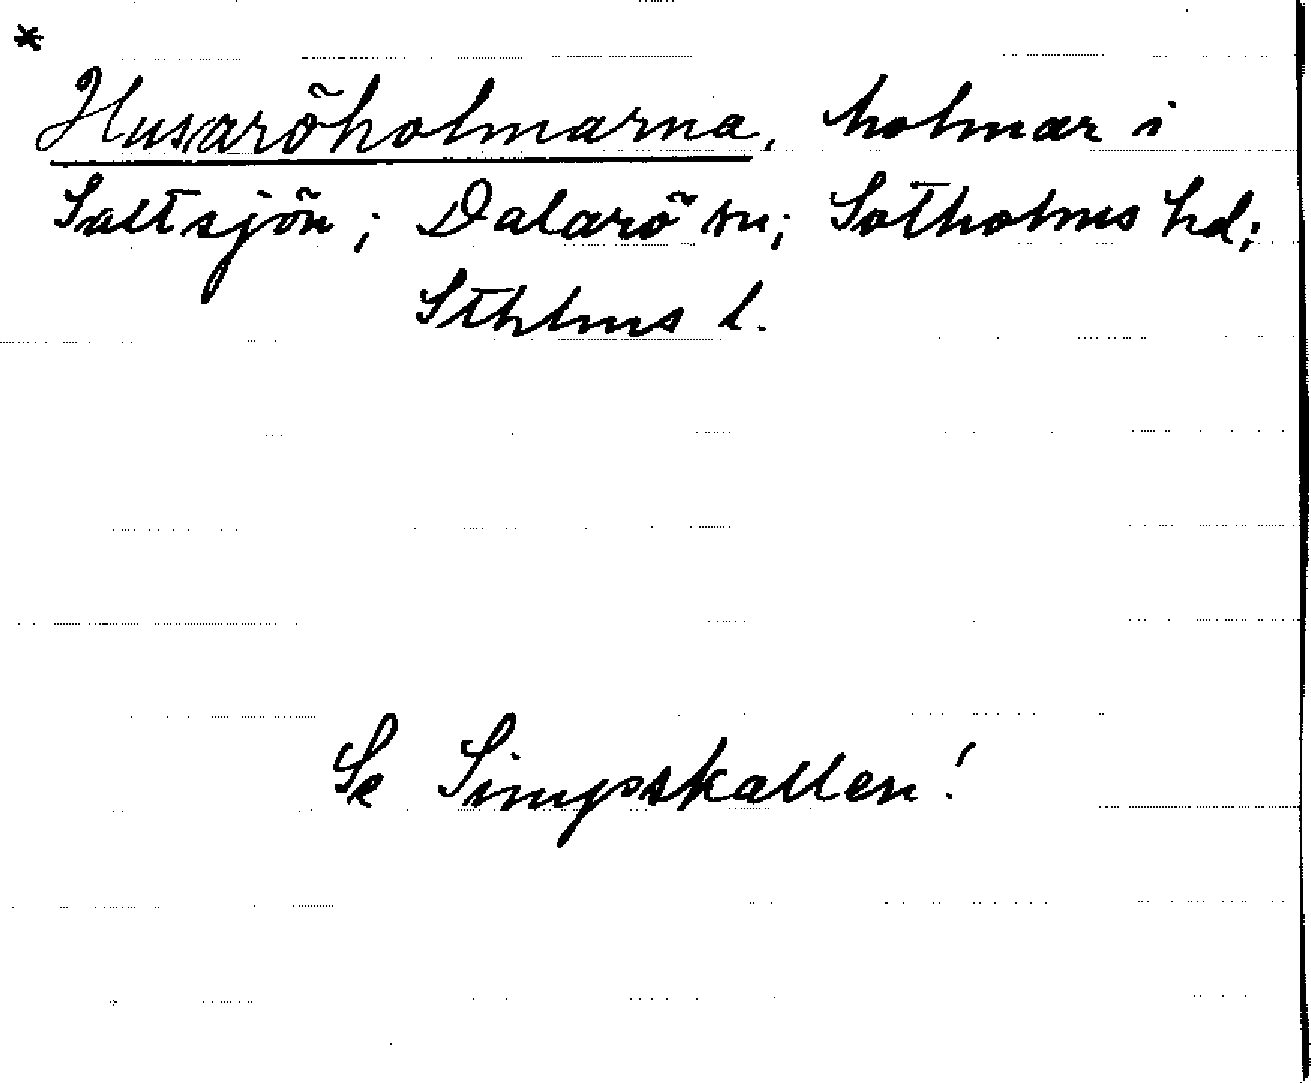 *
Husaröholmarna, holmar i
Saltsjön; Dalarö sn; Sotholms hd;
Sthlms l.
Se Simpskallen!